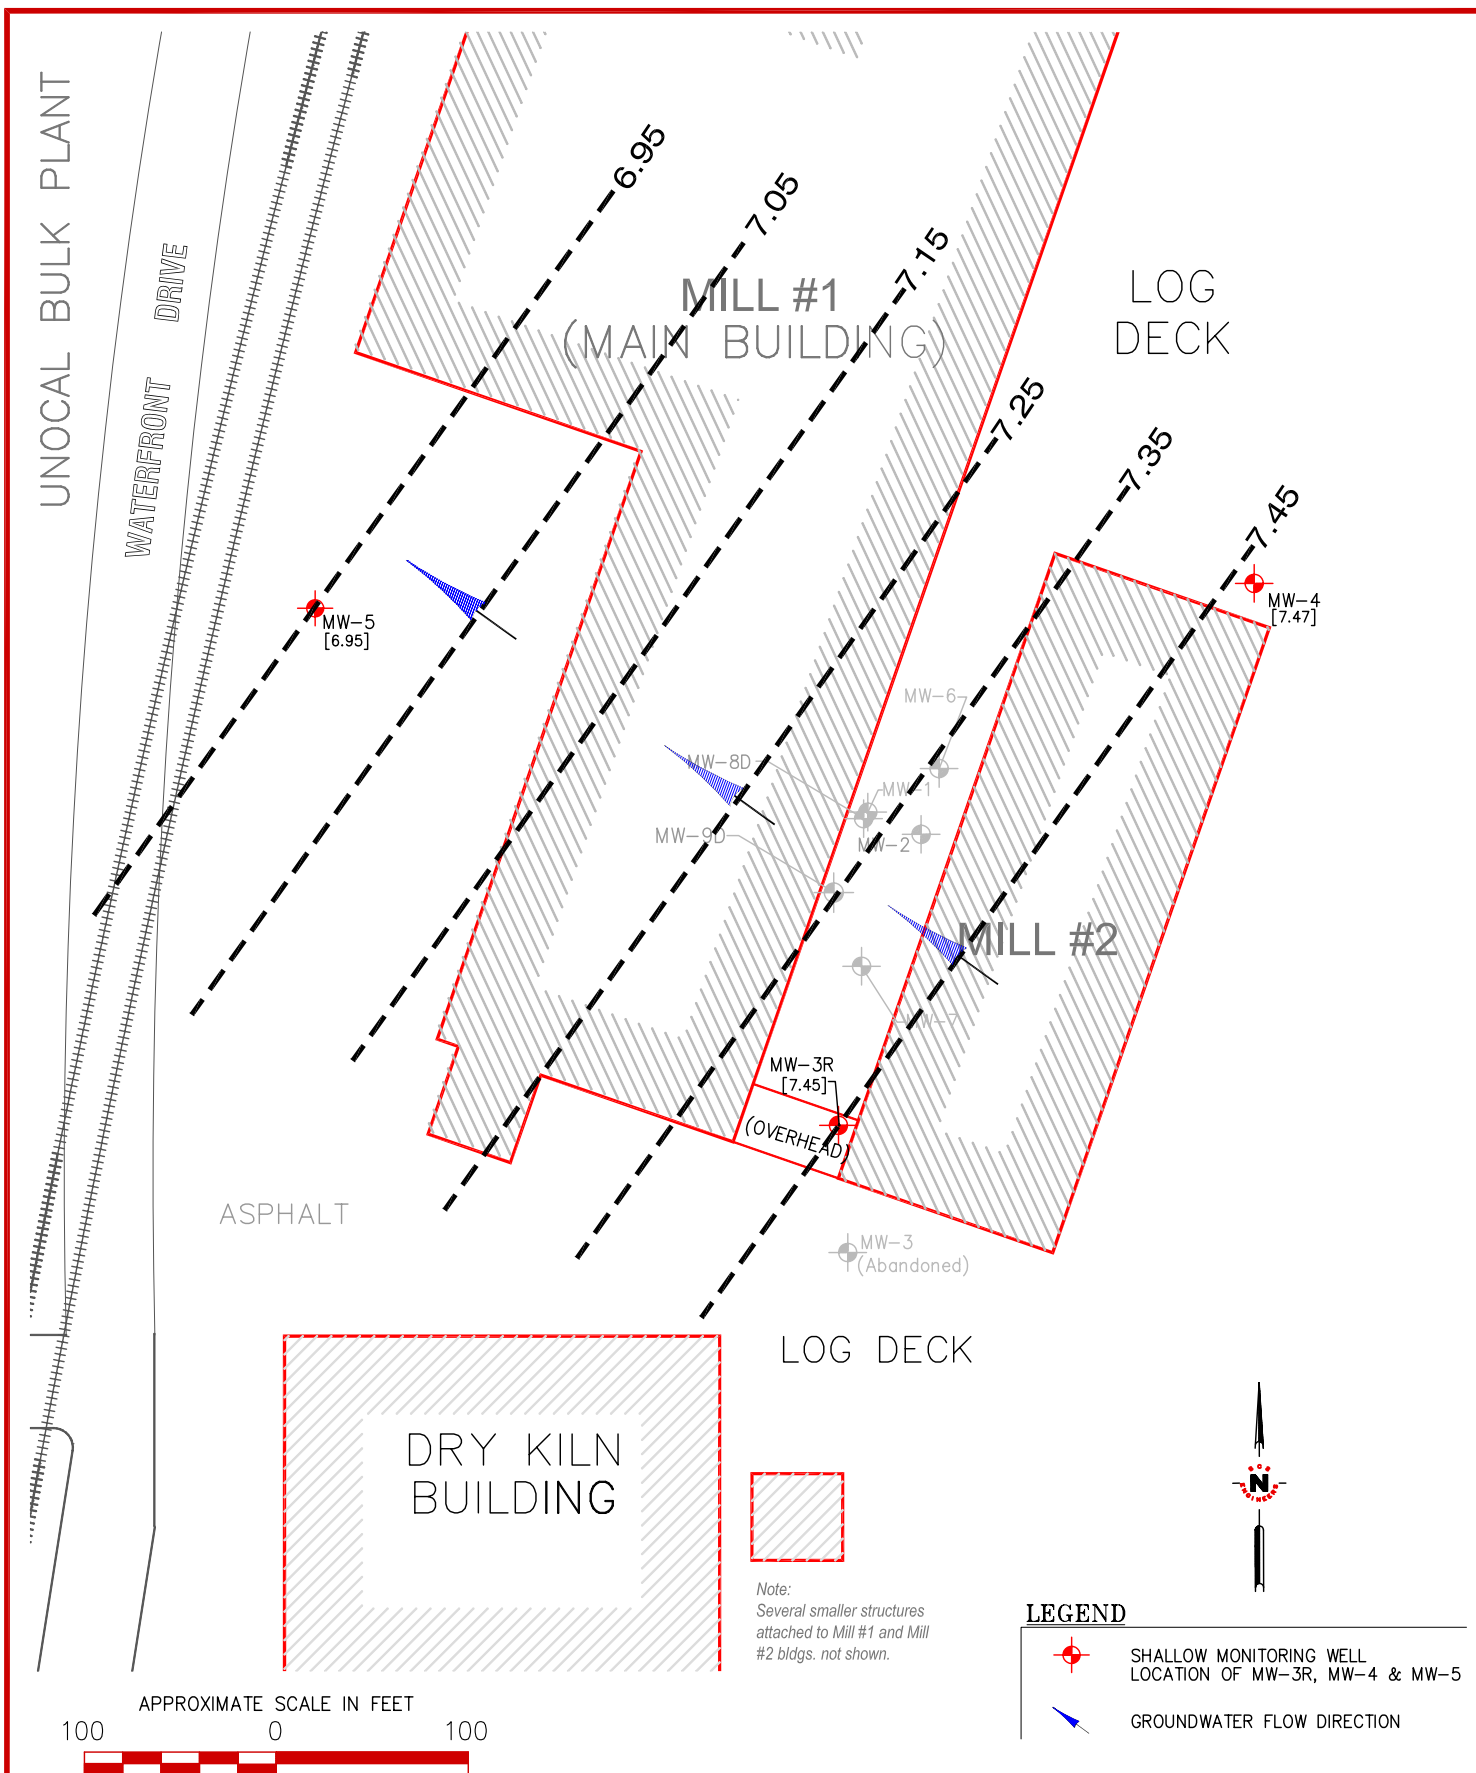 UNOCAL BULK PLANT
WATERFRONT DRIVE
6.95
7.05
7.15
7.25
7.35
7.45
MILL #1
(MAIN BUILDING)
LOG
DECK
MW-5
[6.95]
MW-4
[7.47]
MW-6
MW-8D
MW-1
MW-2
MW-9D
MILL #2
MW-7
MW-3R
[7.45]
(OVERHEAD)
ASPHALT
MW-3
(Abandoned)
LOG DECK
DRY KILN
BUILDING
N
ENGINEERS
Note:
Several smaller structures
attached to Mill #1 and Mill
#2 bldgs. not shown.
LEGEND
SHALLOW MONITORING WELL
LOCATION OF MW-3R, MW-4 & MW-5
GROUNDWATER FLOW DIRECTION
APPROXIMATE SCALE IN FEET
100 0 100